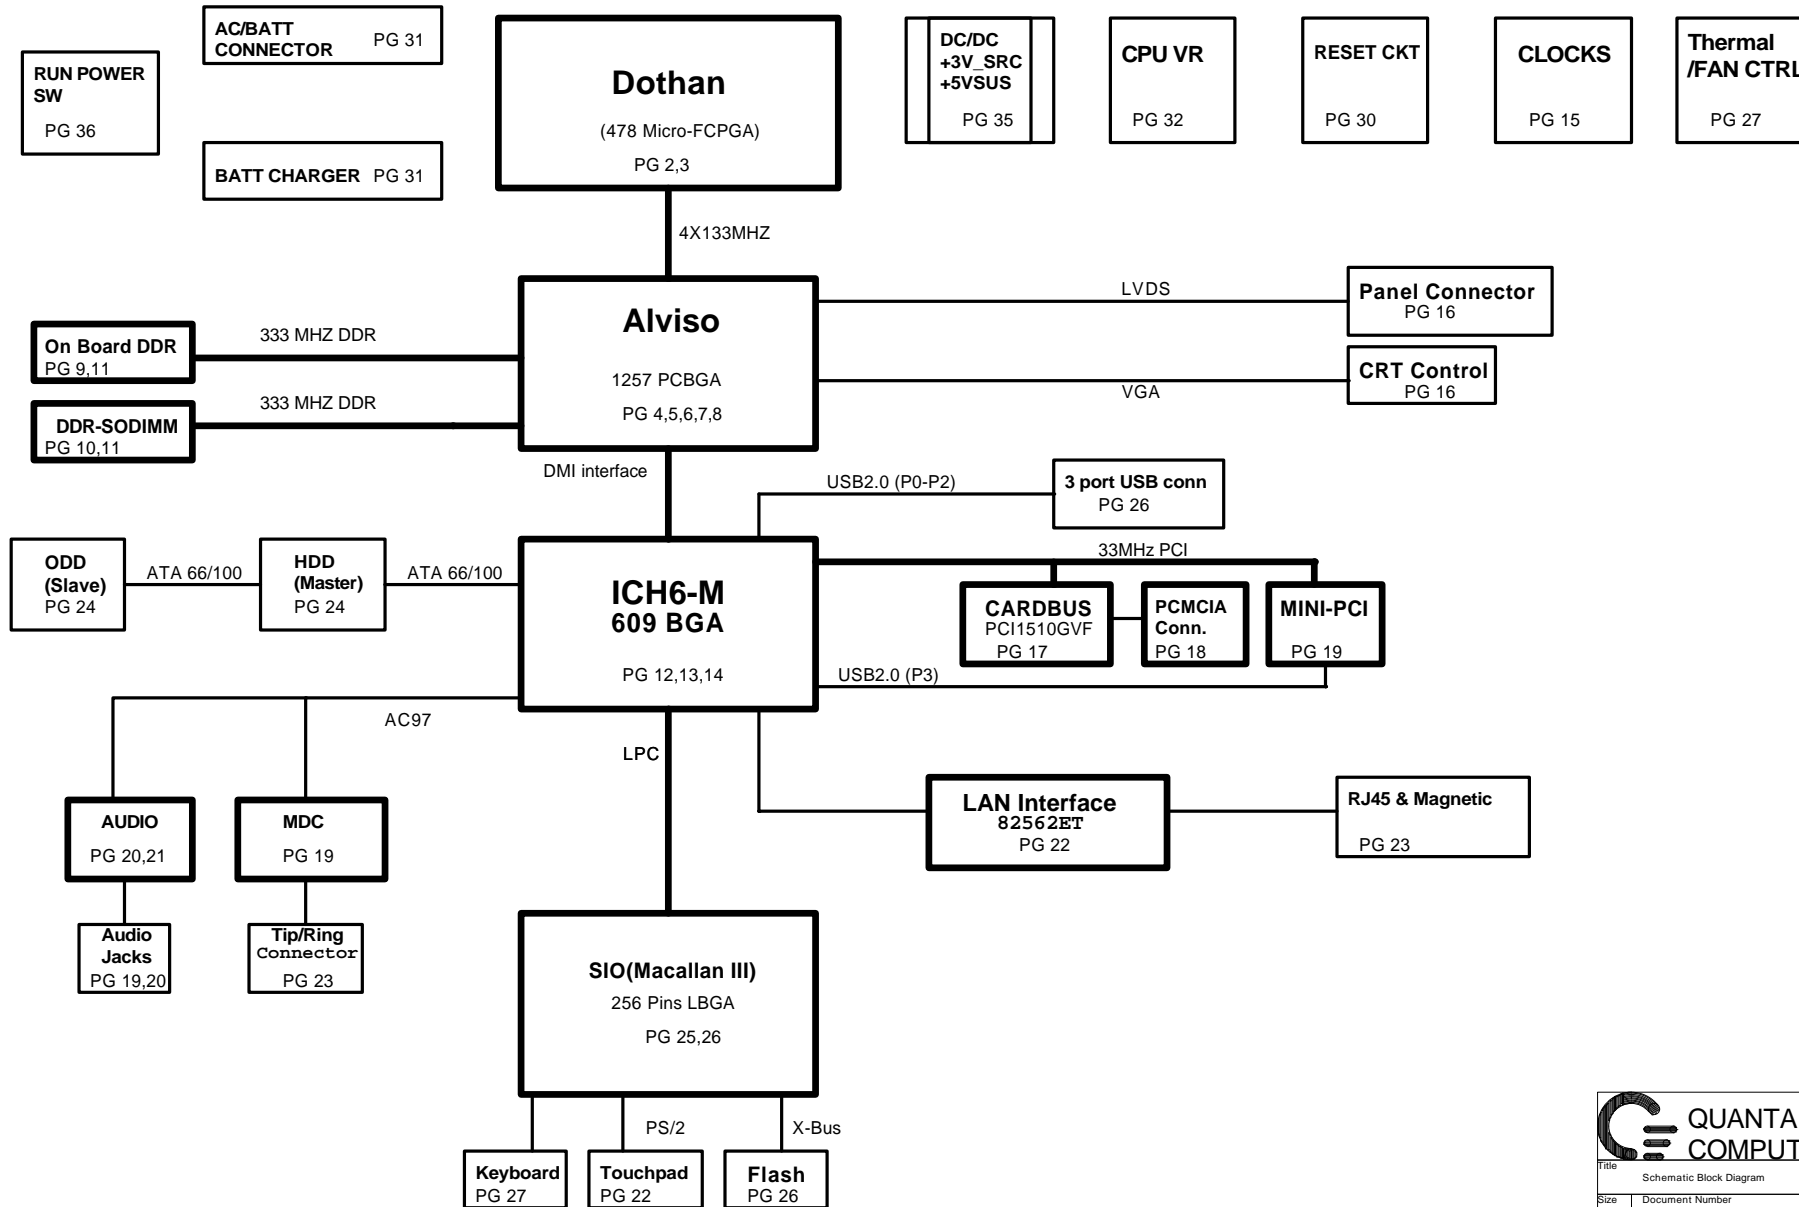 AC/BATT
CONNECTOR PG 31
RUN POWER
SW
PG 36
BATT CHARGER PG 31
Dothan
(478 Micro-FCPGA)
PG 2,3
DC/DC
+3V_SRC
+5VSUS
PG 35
CPU VR
PG 32
RESET CKT
PG 30
CLOCKS
PG 15
Thermal
/FAN CTRL
PG 27
4X133MHZ
Alviso
1257 PCBGA
PG 4,5,6,7,8
On Board DDR
PG 9,11
333 MHZ DDR
DDR-SODIMM
PG 10,11
333 MHZ DDR
LVDS
Panel Connector
PG 16
VGA
CRT Control
PG 16
DMI interface
USB2.0 (P0-P2)
3 port USB conn
PG 26
ODD
(Slave)
PG 24
ATA 66/100
HDD
(Master)
PG 24
ATA 66/100
ICH6-M
609 BGA
PG 12,13,14
33MHz PCI
CARDBUS
PCI1510GVF
PG 17
PCMCIA
Conn.
PG 18
MINI-PCI
PG 19
USB2.0 (P3)
AC97
LPC
AUDIO
PG 20,21
MDC
PG 19
LAN Interface
82562ET
PG 22
RJ45 & Magnetic
PG 23
Audio
Jacks
PG 19,20
Tip/Ring
Connector
PG 23
SIO(Macallan III)
256 Pins LBGA
PG 25,26
PS/2
X-Bus
Keyboard
PG 27
Touchpad
PG 22
Flash
PG 26
QUANTA
COMPUT
Title
Schematic Block Diagram
Size Document Number